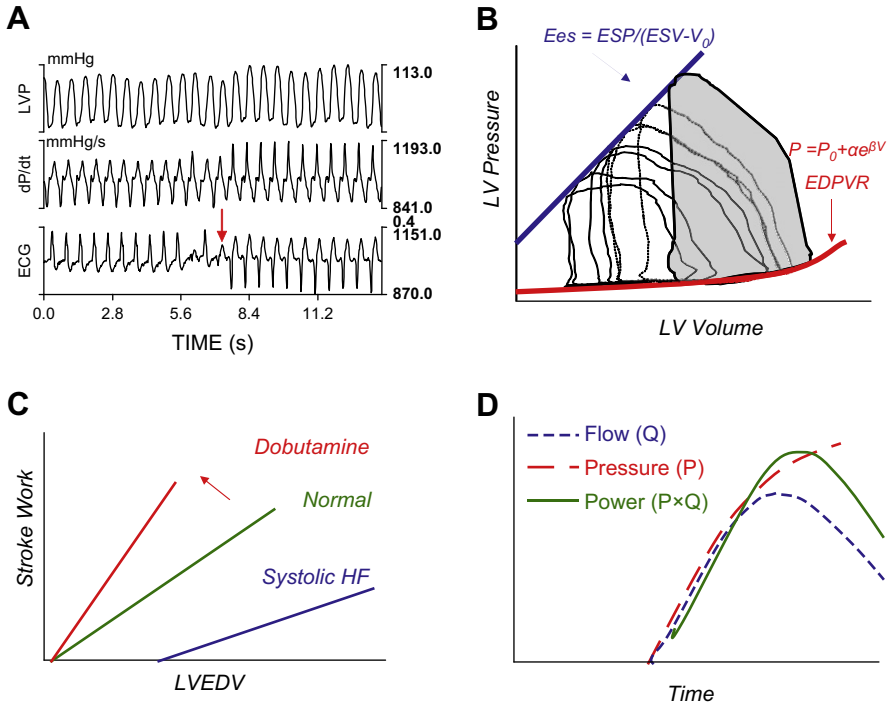 A
mmHg
LVP
113.0
mmHg/s
dP/dt
1193.0
841.0
0.4
ECG
1151.0
870.0
0.0 2.8 5.6 8.4 11.2
TIME (s)
B
Ees = ESP/(ESV-V₀)
LV Pressure
P =P₀+αe^βV
EDPVR
LV Volume
C
Stroke Work
Dobutamine
Normal
Systolic HF
LVEDV
D
Flow (Q)
Pressure (P)
Power (P×Q)
Time